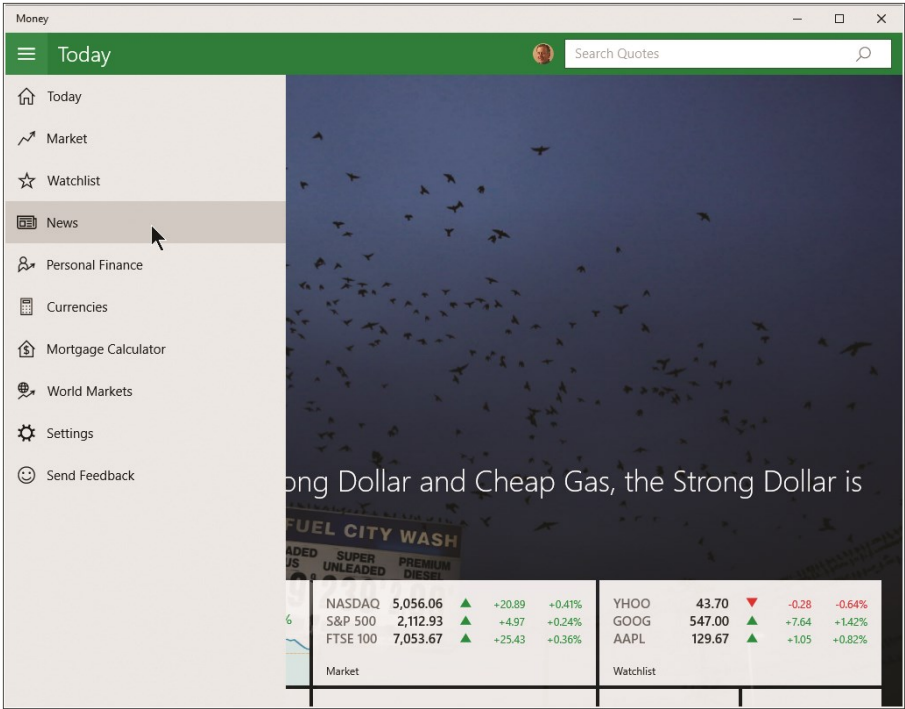 Money
Today
Search Quotes
Today
Market
Watchlist
News
Personal Finance
Currencies
Mortgage Calculator
World Markets
Settings
Send Feedback
ong Dollar and Cheap Gas, the Strong Dollar is
FUEL CITY WASH
SUPER PREMIUM
UNLEADED DIESEL
%
NASDAQ 5,056.06 ▲ +20.89 +0.41%
S&P 500 2,112.93 ▲ +4.97 +0.24%
FTSE 100 7,053.67 ▲ +25.43 +0.36%
Market
YHOO 43.70 ▼ -0.28 -0.64%
GOOG 547.00 ▲ +7.64 +1.42%
AAPL 129.67 ▲ +1.05 +0.82%
Watchlist